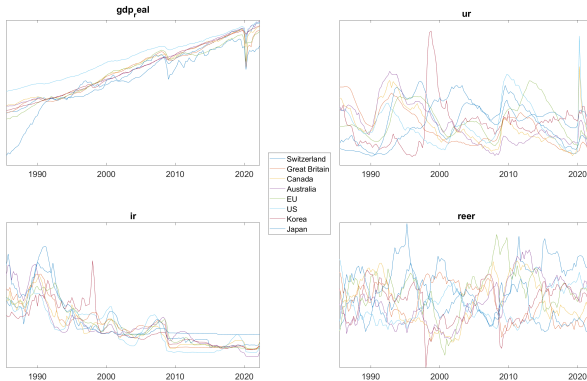 gdp_real
1990 2000 2010 2020
ur
1990 2000 2010 2020
Switzerland
Great Britain
Canada
Australia
EU
US
Korea
Japan
ir
1990 2000 2010 2020
reer
1990 2000 2010 2020